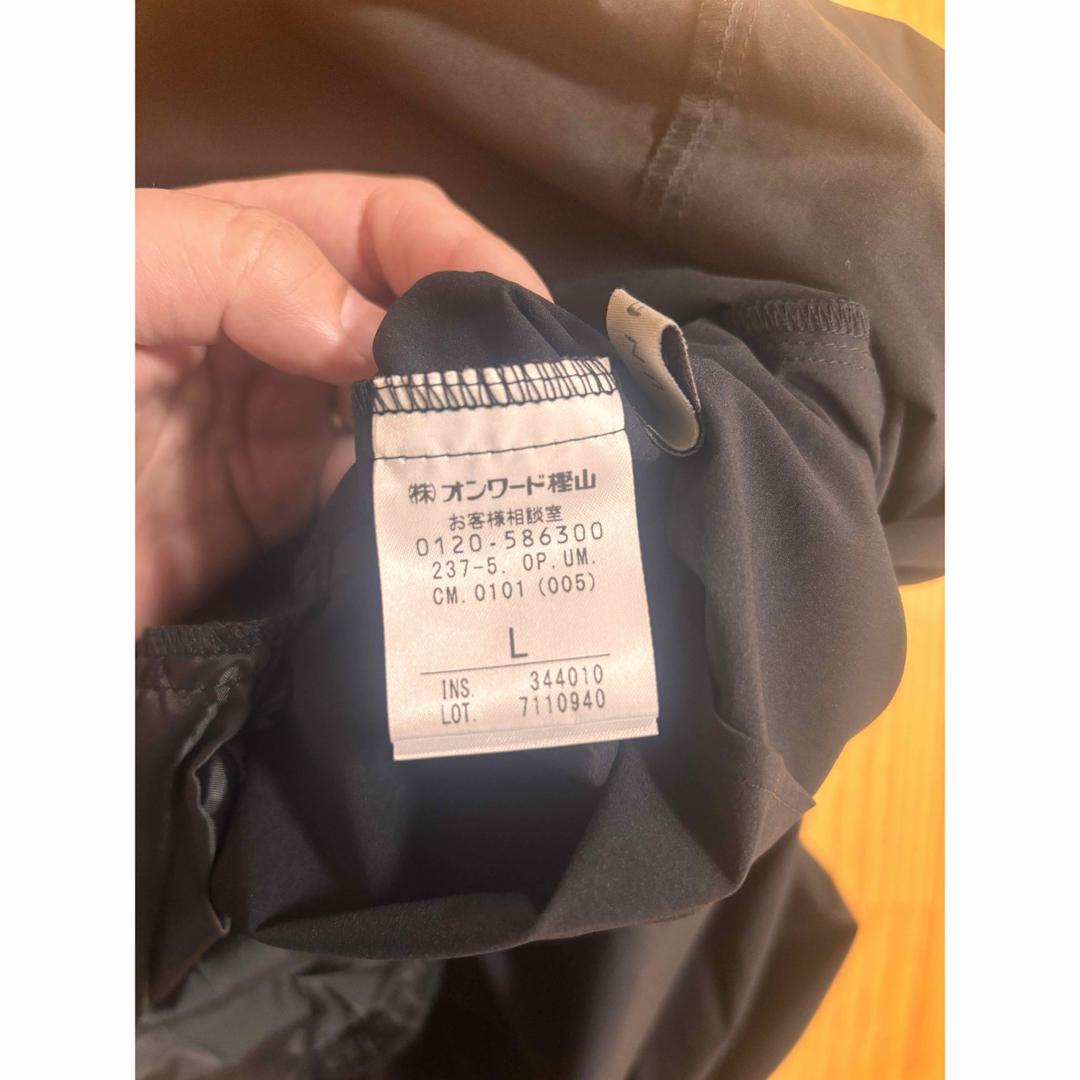 ㈱オンワード樫山
お客様相談室
0120-586300
237-5. OP. UM.
CM. 0101 (005)
L
INS. 344010
LOT. 7110940